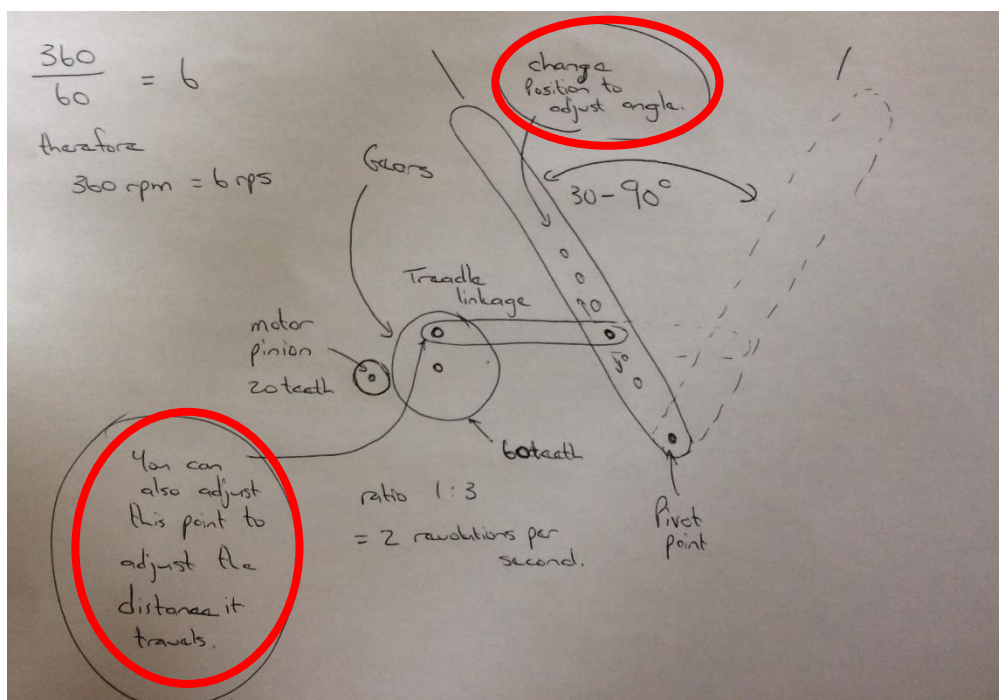 360
60
= 6
therefore
360 rpm = 6 rps
Gears
change
Position to
adjust angle.
30-90°
Treadle
linkage
motor
pinion
20 teeth
60 teeth
ratio 1:3
= 2 revolutions per
second.
Pivot
point
You can
also adjust
this point to
adjust the
distance it
travels.